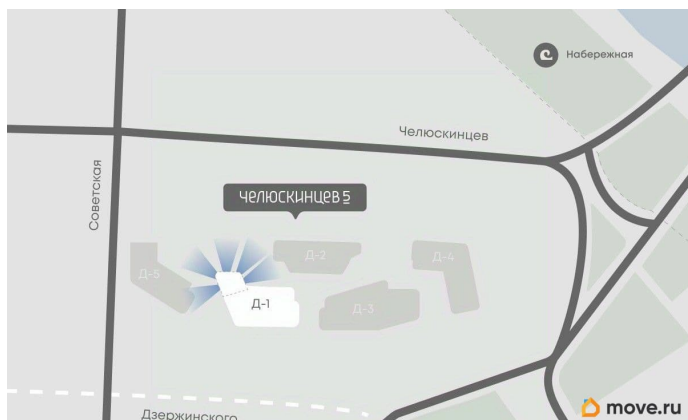 Набережная
Челюскинцев
Советская
ЧЕЛЮСКИНЦЕВ 5
Д-2
Д-4
Д-5
Д-1
Д-3
Дзержинского
move.ru